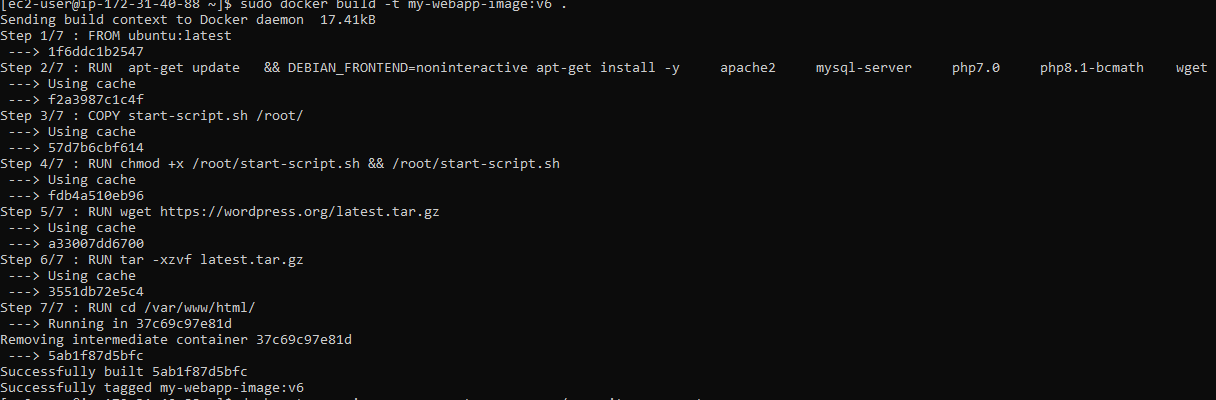 [ec2-user@ip-172-31-40-88 ~]$ sudo docker build -t my-webapp-image:v6 .
Sending build context to Docker daemon  17.41kB
Step 1/7 : FROM ubuntu:latest
 ---> 1f6ddc1b2547
Step 2/7 : RUN  apt-get update   && DEBIAN_FRONTEND=noninteractive apt-get install -y     apache2     mysql-server     php7.0     php8.1-bcmath    wget
 ---> Using cache
 ---> f2a3987c1c4f
Step 3/7 : COPY start-script.sh /root/
 ---> Using cache
 ---> 57d7b6cbf614
Step 4/7 : RUN chmod +x /root/start-script.sh && /root/start-script.sh
 ---> Using cache
 ---> fdb4a510eb96
Step 5/7 : RUN wget https://wordpress.org/latest.tar.gz
 ---> Using cache
 ---> a33007dd6700
Step 6/7 : RUN tar -xzvf latest.tar.gz
 ---> Using cache
 ---> 3551db72e5c4
Step 7/7 : RUN cd /var/www/html/
 ---> Running in 37c69c97e81d
Removing intermediate container 37c69c97e81d
 ---> 5ab1f87d5bfc
Successfully built 5ab1f87d5bfc
Successfully tagged my-webapp-image:v6